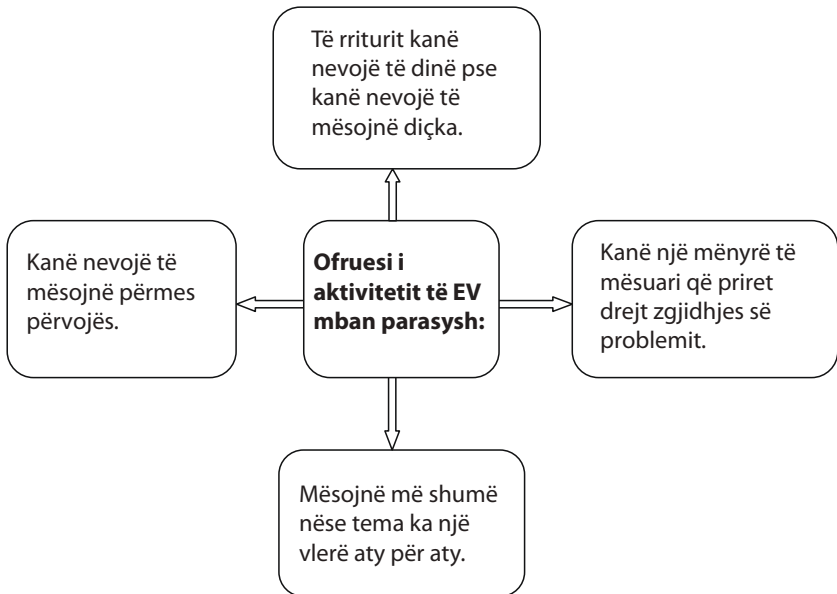 Të rriturit kanë
nevojë të dinë pse
kanë nevojë të
mësojnë diçka.
Kanë nevojë të
mësojnë përmes
përvojës.
Ofruesi i
aktivitetit të EV
mban parasysh:
Kanë një mënyrë të
mësuari që priret
drejt zgjidhjes së
problemit.
Mësojnë më shumë
nëse tema ka një
vlerë aty për aty.